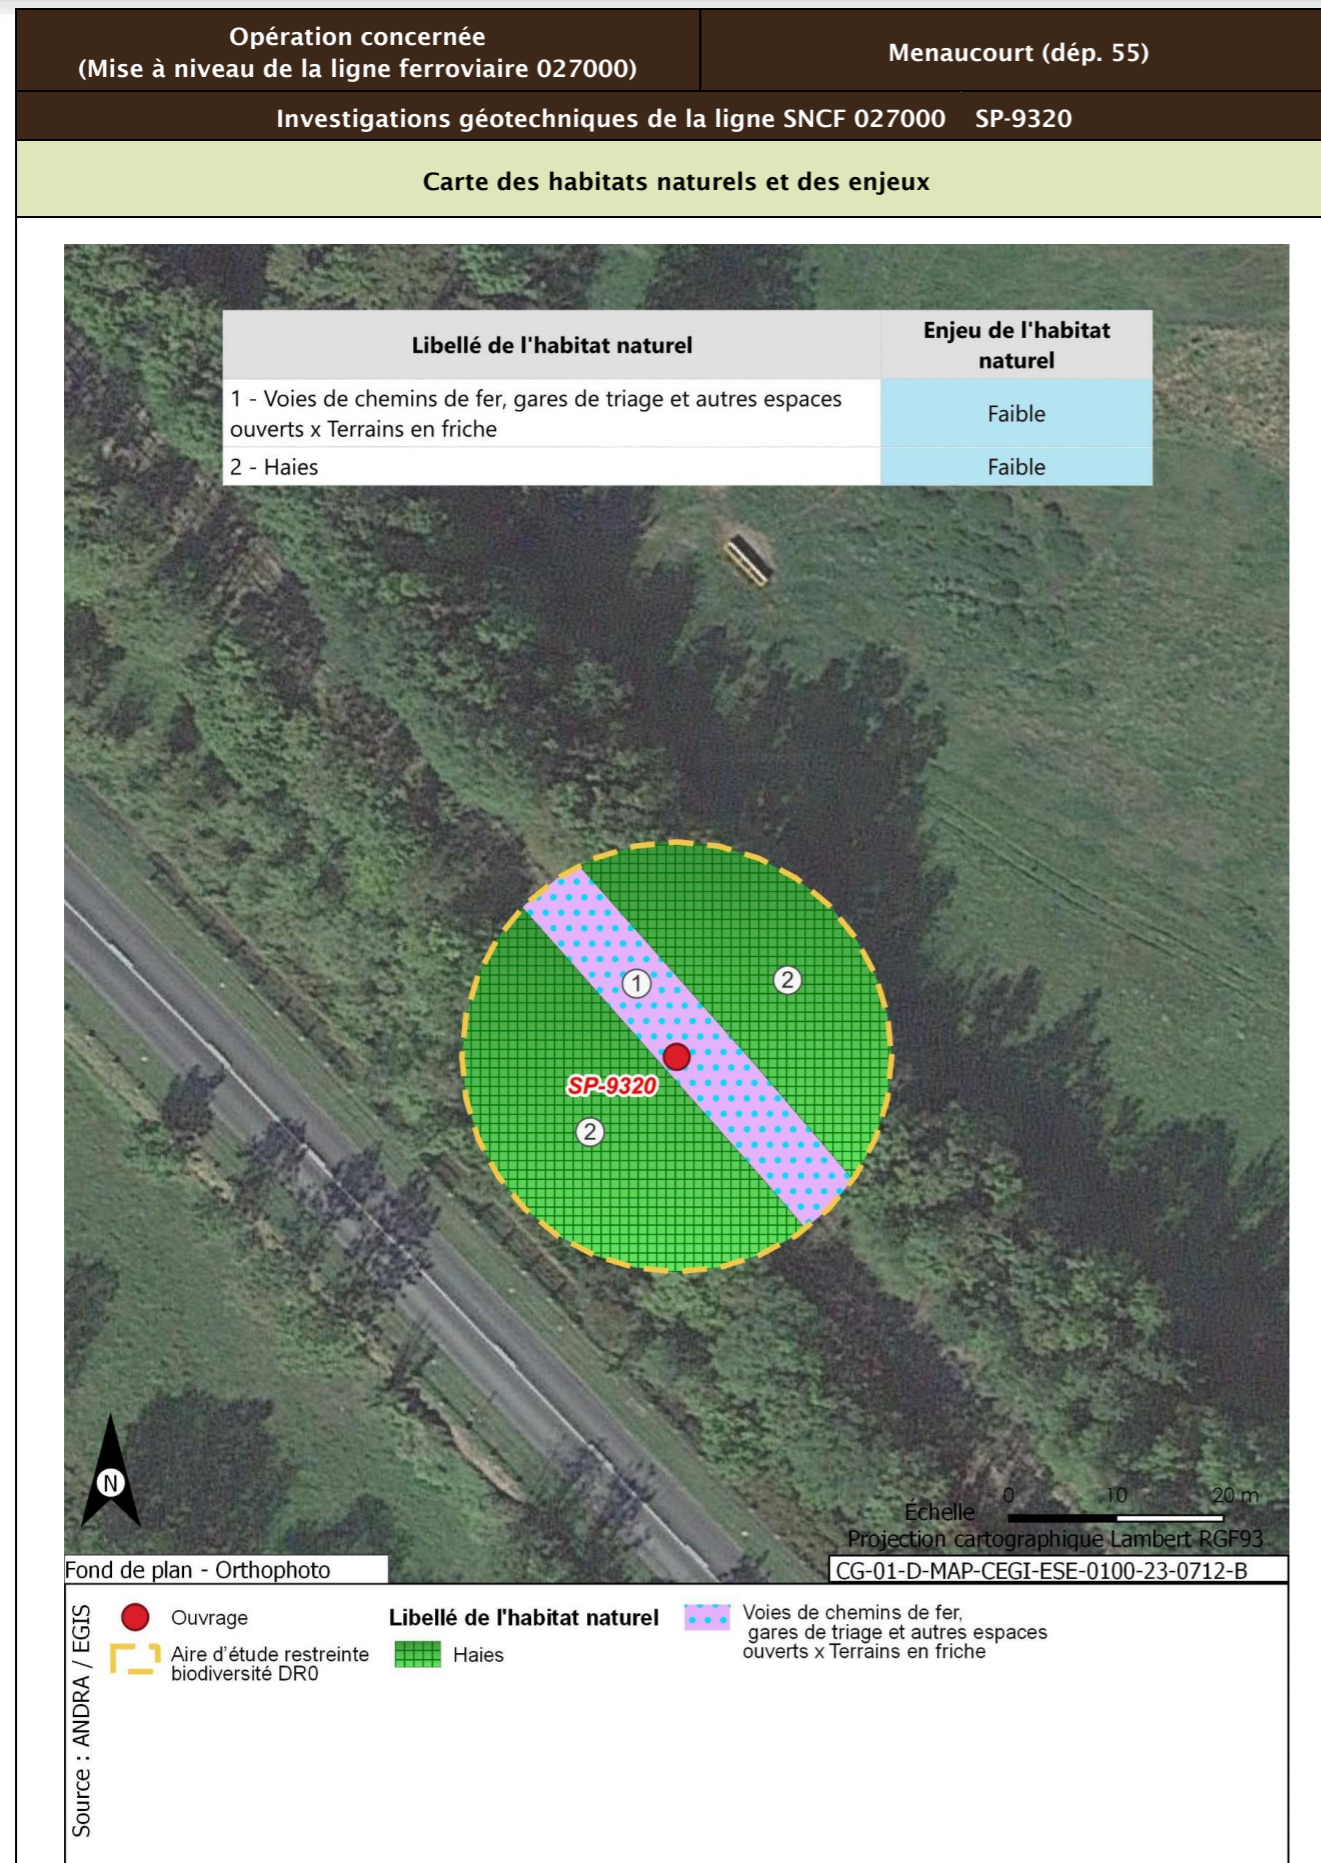 Opération concernée
(Mise à niveau de la ligne ferroviaire 027000)
Menaucourt (dép. 55)
Investigations géotechniques de la ligne SNCF 027000 SP-9320
Carte des habitats naturels et des enjeux
Libellé de l'habitat naturel
Enjeu de l'habitat
naturel
1 - Voies de chemins de fer, gares de triage et autres espaces
ouverts x Terrains en friche
Faible
2 - Haies
Faible
1
2
SP-9320
2
N
Échelle
0 10 20 m
Projection cartographique Lambert RGF93
Fond de plan - Orthophoto
CG-01-D-MAP-CEGI-ESE-0100-23-0712-B
Source : ANDRA / EGIS
Ouvrage
Aire d'étude restreinte
biodiversité DR0
Libellé de l'habitat naturel
Haies
Voies de chemins de fer,
gares de triage et autres espaces
ouverts x Terrains en friche